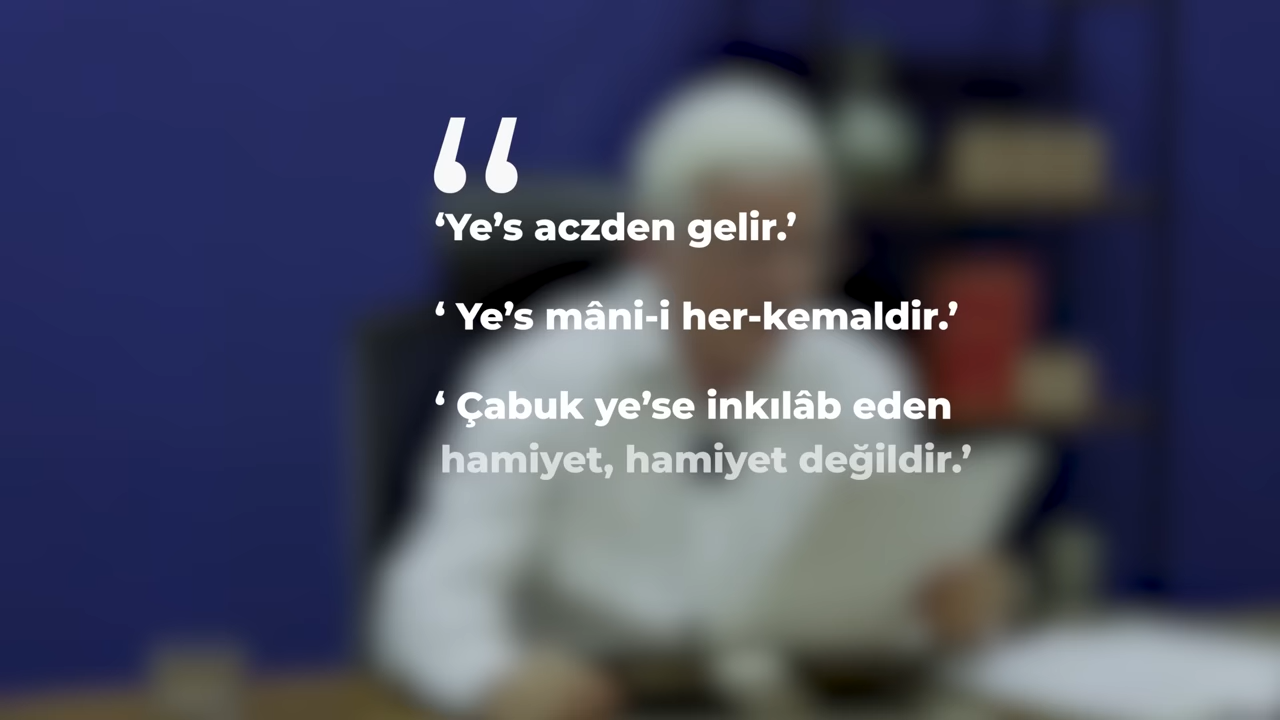 “
‘Ye’s aczden gelir.’
‘ Ye’s mâni-i her-kemaldir.’
‘ Çabuk ye’se inkılâb eden
hamiyet, hamiyet değildir.’